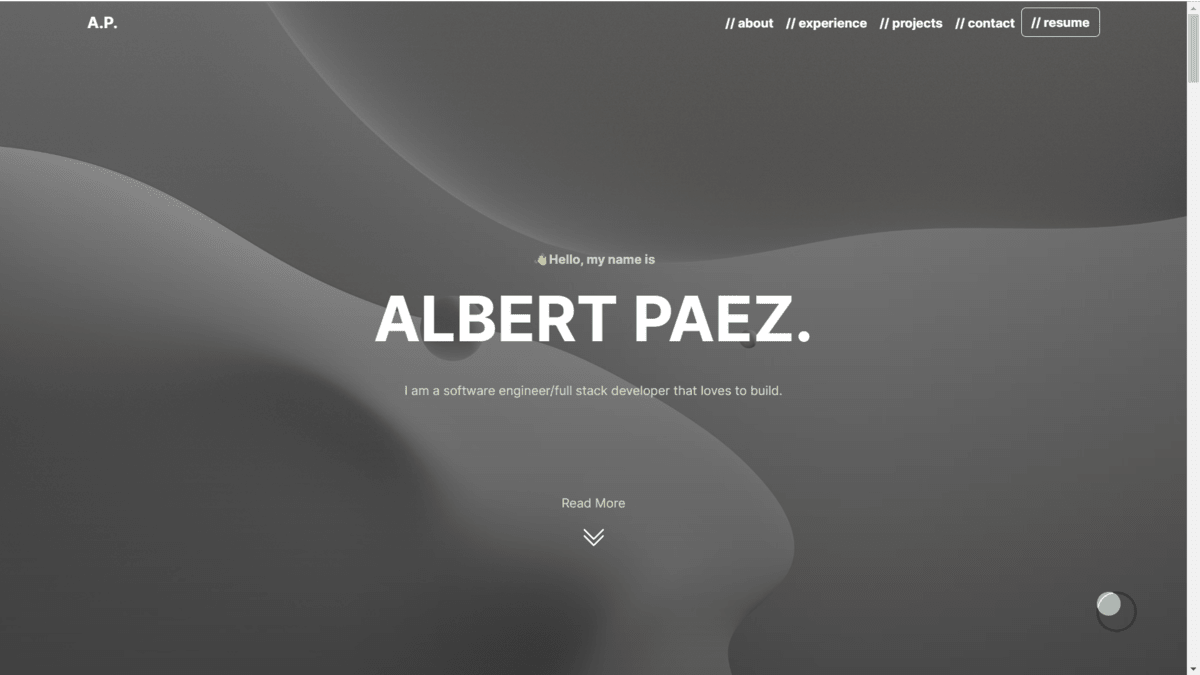 A.P.
// about // experience // projects // contact // resume
👋Hello, my name is
ALBERT PAEZ.
I am a software engineer/full stack developer that loves to build.
Read More